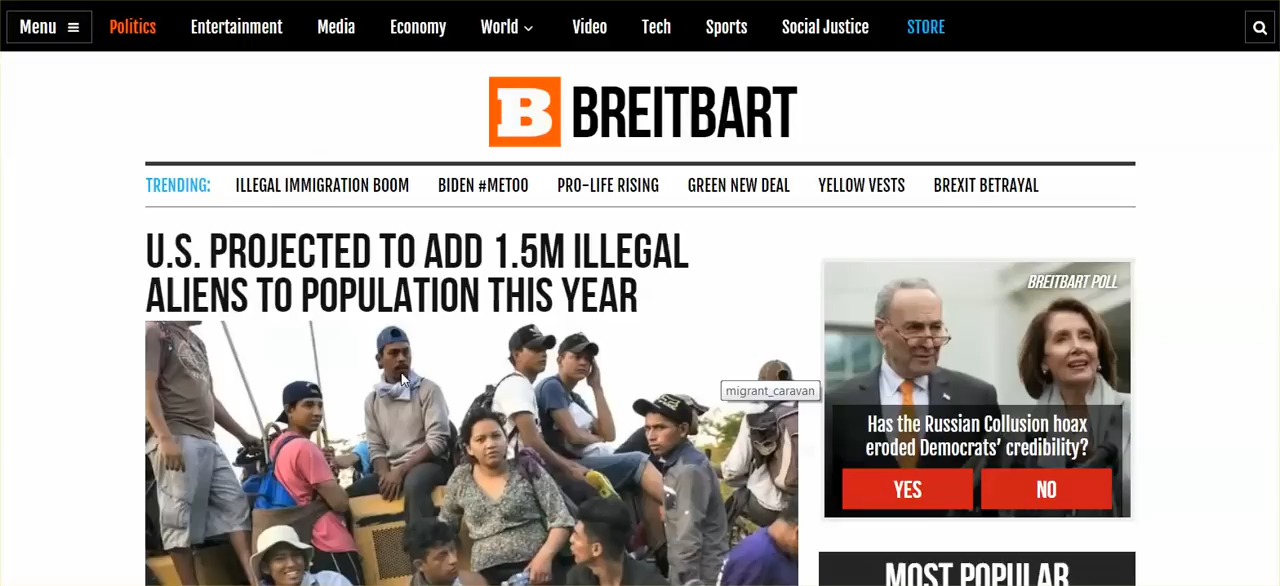 Menu
Politics Entertainment Media Economy World Video Tech Sports Social Justice STORE
B BREITBART
TRENDING: ILLEGAL IMMIGRATION BOOM BIDEN #METOO PRO-LIFE RISING GREEN NEW DEAL YELLOW VESTS BREXIT BETRAYAL
U.S. PROJECTED TO ADD 1.5M ILLEGAL
ALIENS TO POPULATION THIS YEAR
migrant_caravan
BREITBART POLL
Has the Russian Collusion hoax
eroded Democrats' credibility?
YES NO
MOST POPULAR